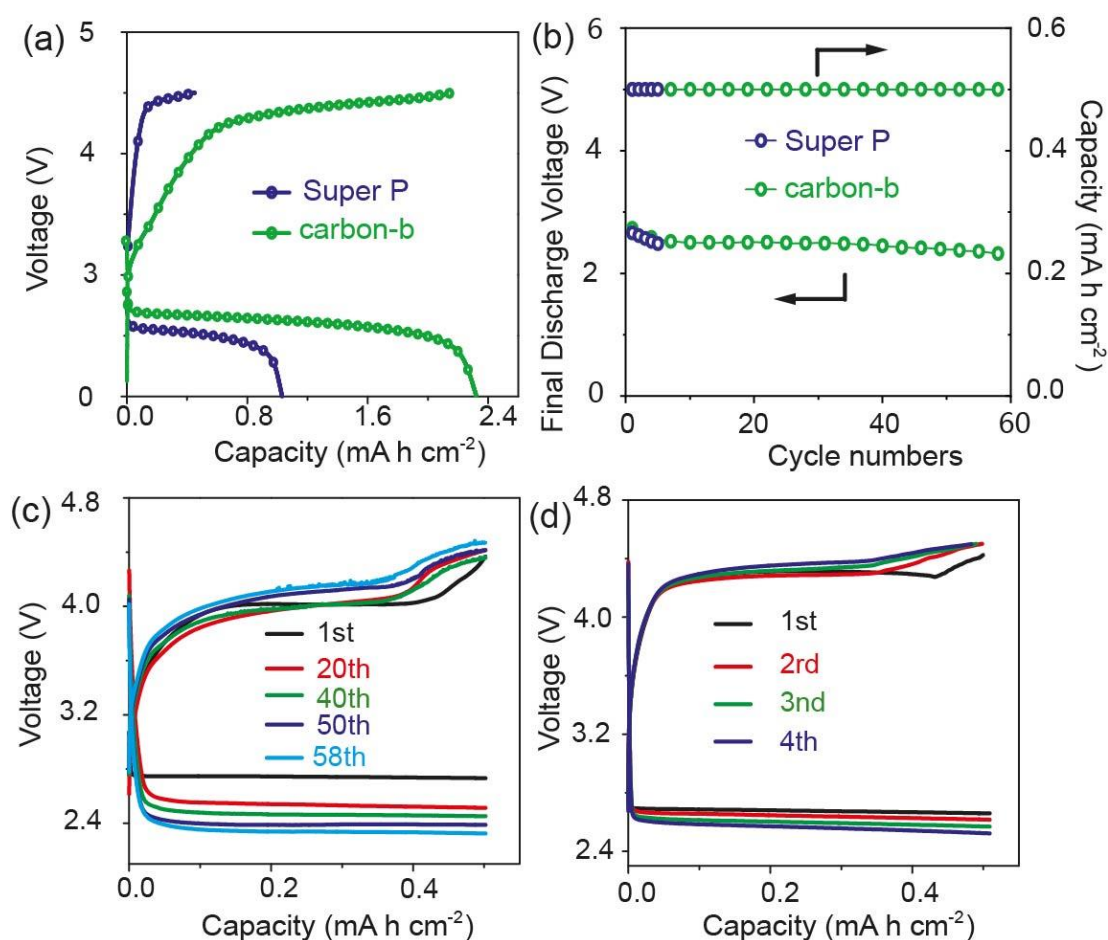 (a)
5
4
3
0
Voltage (V)
Super P
carbon-b
0.0 0.8 1.6 2.4
Capacity (mA h cm-2)
(b)
6
4
2
0
Final Discharge Voltage (V)
Super P
carbon-b
0.6
0.4
0.2
0.0
Capacity (mA h cm-2)
0 20 40 60
Cycle numbers
(c)
4.8
4.0
3.2
2.4
Voltage (V)
1st
20th
40th
50th
58th
0.0 0.2 0.4
Capacity (mA h cm-2)
(d)
4.8
4.0
3.2
2.4
Voltage (V)
1st
2rd
3nd
4th
0.0 0.2 0.4
Capacity (mA h cm-2)